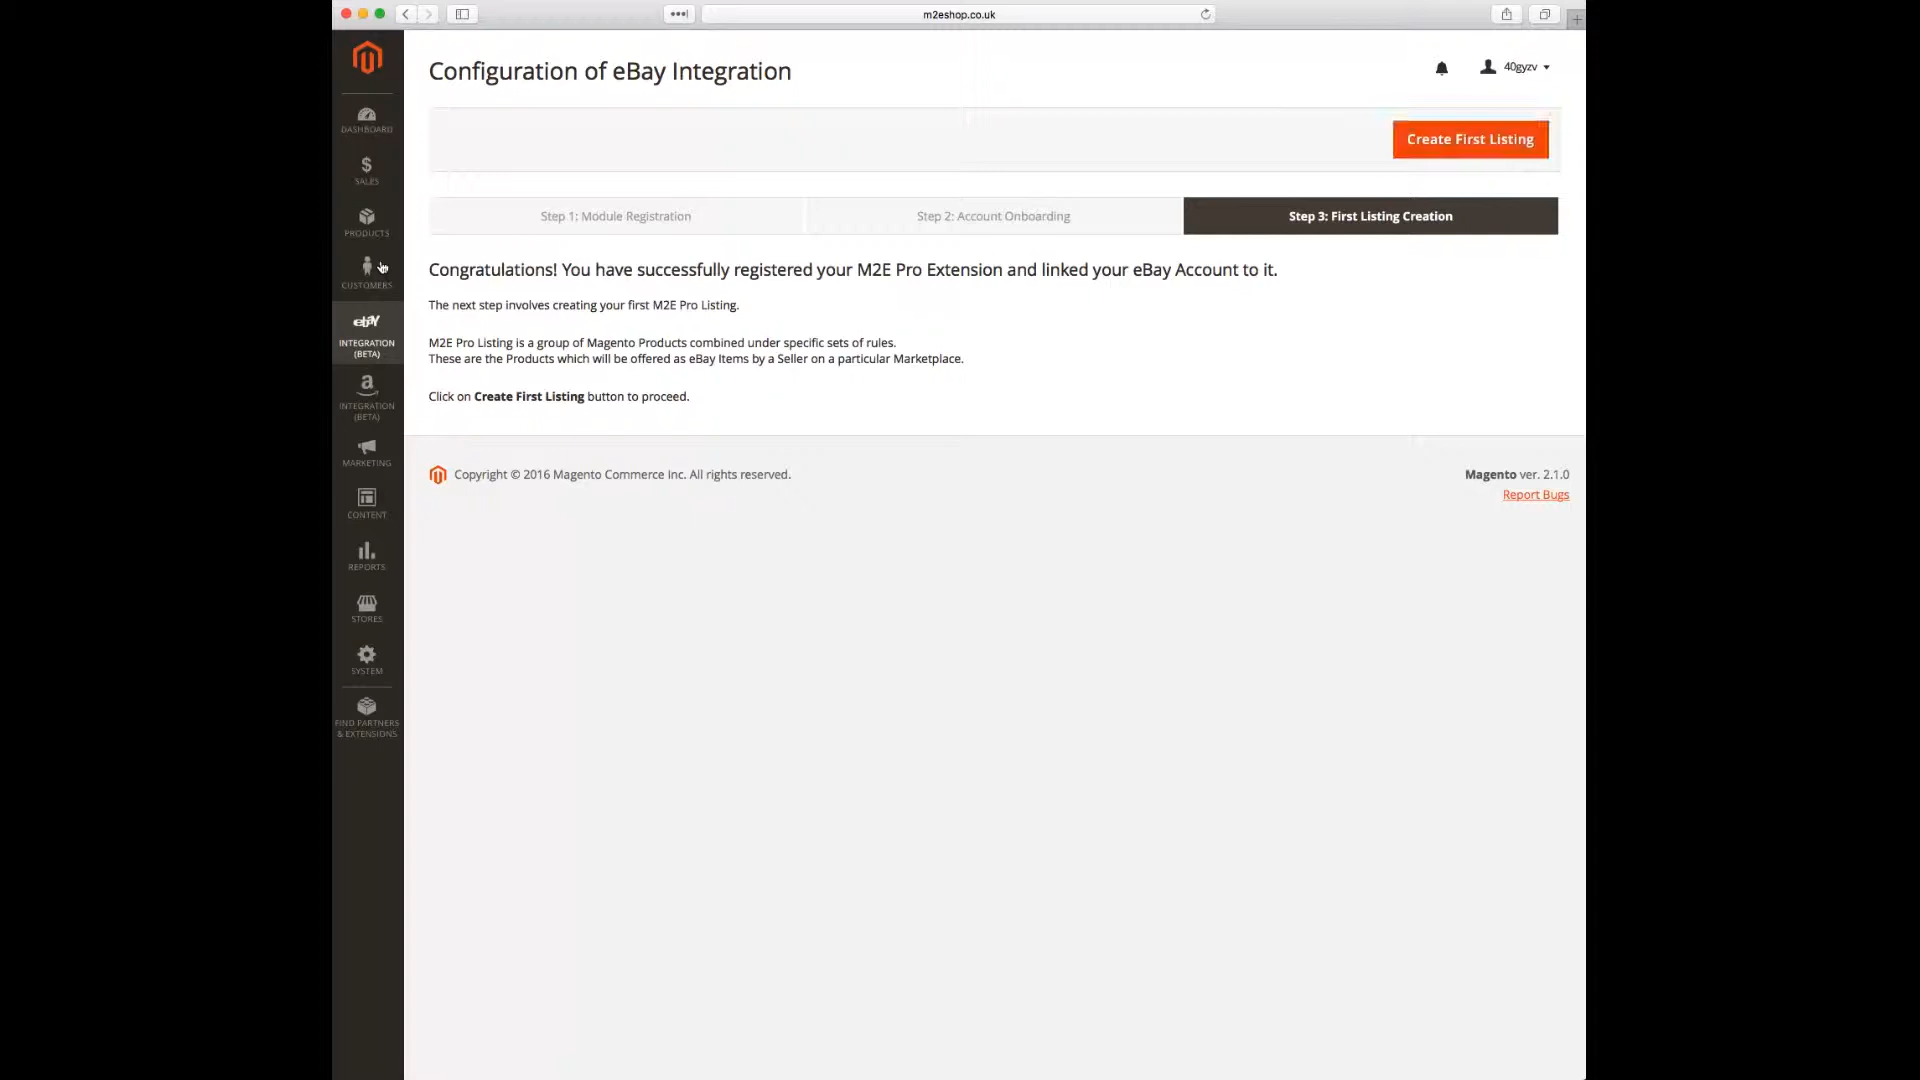 m2eshop.co.uk
Configuration of eBay Integration
40gyzv
Create First Listing
Step 1: Module Registration
Step 2: Account Onboarding
Step 3: First Listing Creation
Congratulations! You have successfully registered your M2E Pro Extension and linked your eBay Account to it.
The next step involves creating your first M2E Pro Listing.
M2E Pro Listing is a group of Magento Products combined under specific sets of rules.
These are the Products which will be offered as eBay Items by a Seller on a particular Marketplace.
Click on Create First Listing button to proceed.
Copyright © 2016 Magento Commerce Inc. All rights reserved.
Magento ver. 2.1.0
Report Bugs
DASHBOARD
$
SALES
PRODUCTS
CUSTOMERS
ebay
INTEGRATION
(BETA)
a
INTEGRATION
(BETA)
MARKETING
CONTENT
REPORTS
STORES
SYSTEM
FIND PARTNERS
& EXTENSIONS